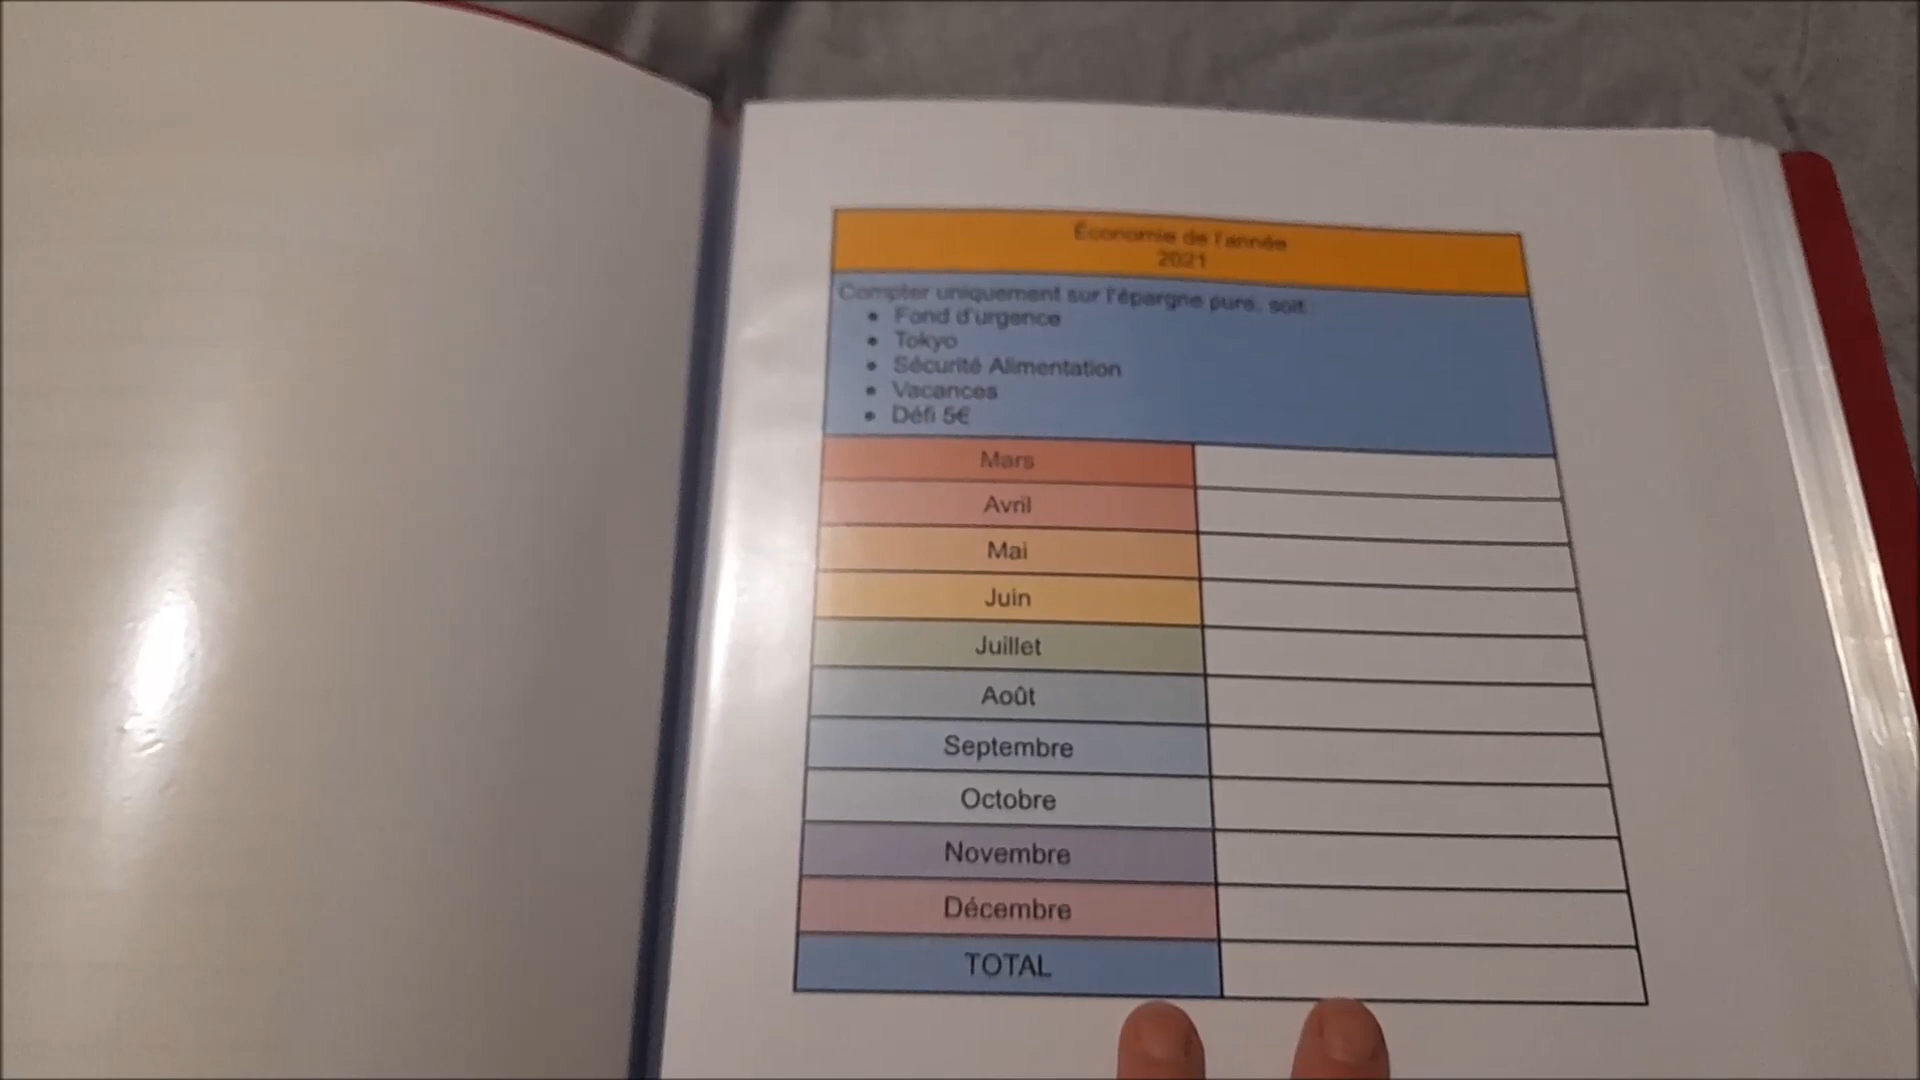 Économie de l'année
2021
Compter uniquement sur l'épargne pure, soit :
• Fond d'urgence
• Tokyo
• Sécurité Alimentation
• Vacances
• Défi 5€
Mars
Avril
Mai
Juin
Juillet
Août
Septembre
Octobre
Novembre
Décembre
TOTAL